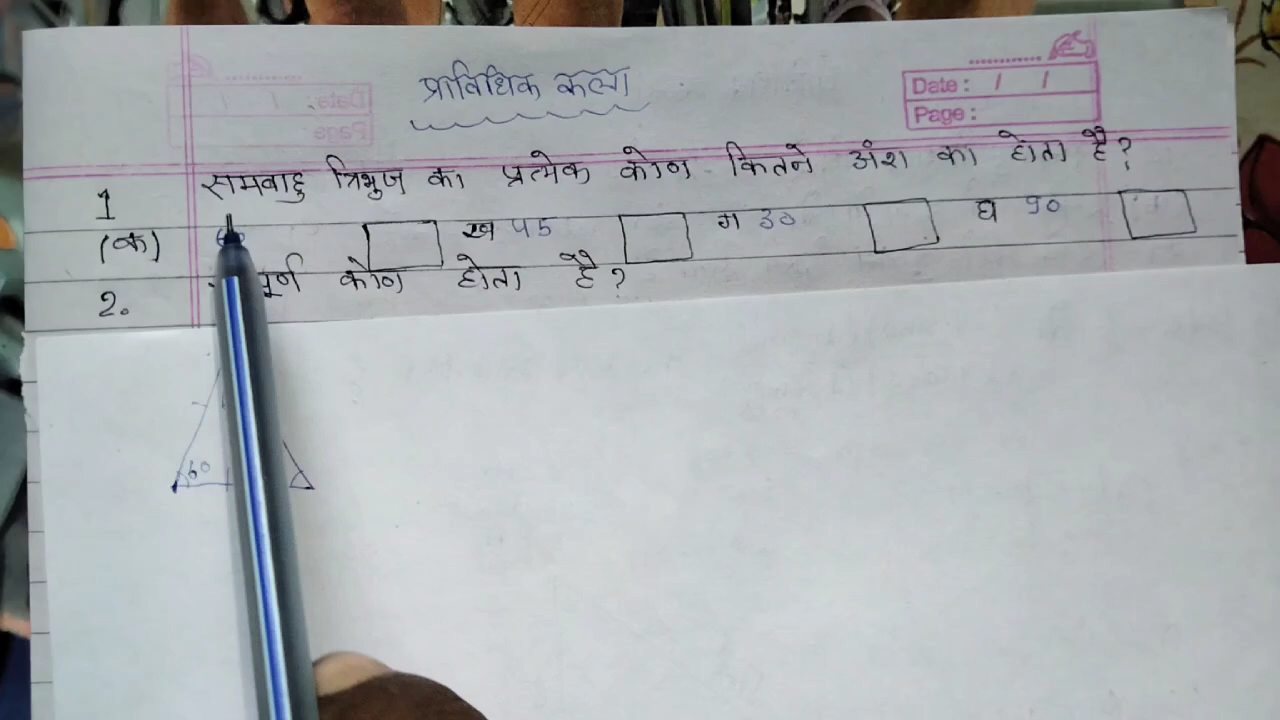 प्राविधिक कला
Date: / /
Page:
1 समबाहु त्रिभुज का प्रत्येक कोण कितने अंश का होता है?
(क) ख 45 ग 30 घ 90
2. कोण होता है?
60